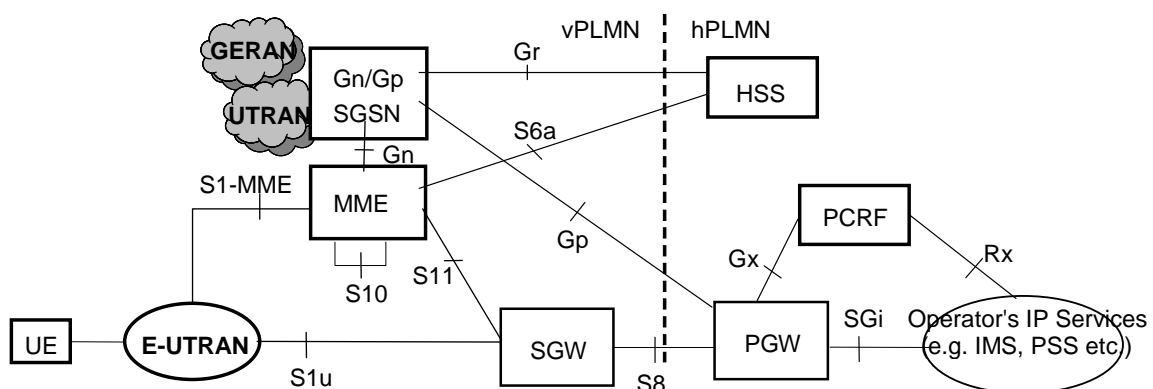 vPLMN
hPLMN
GERAN
Gr
Gn/Gp
SGSN
HSS
UTRAN
S6a
Gn
S1-MME
MME
PCRF
Gp
Gx
Rx
S11
S10
SGi
Operator's IP Services
e.g. IMS, PSS etc.)
UE
E-UTRAN
SGW
PGW
S1u
S8